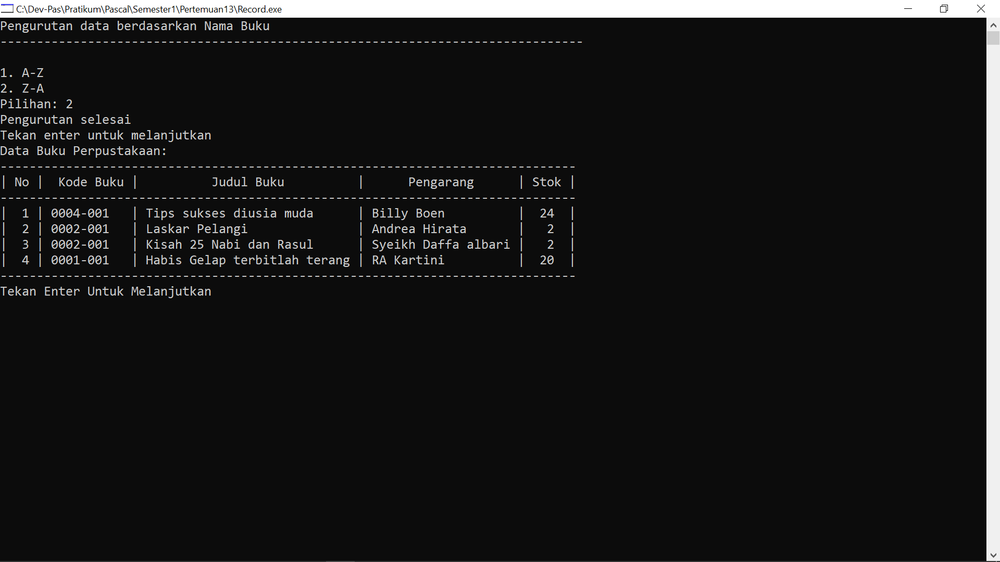 C:\Dev-Pas\Pratikum\Pascal\Semester1\Pertemuan13\Record.exe
Pengurutan data berdasarkan Nama Buku
--------------------------------------------------------------------------------
1. A-Z
2. Z-A
Pilihan: 2
Pengurutan selesai
Tekan enter untuk melanjutkan
Data Buku Perpustakaan:
-------------------------------------------------------------------------------
| No |  Kode Buku |          Judul Buku          |      Pengarang      | Stok |
-------------------------------------------------------------------------------
|  1 | 0004-001   | Tips sukses diusia muda      | Billy Boen          |  24  |
|  2 | 0002-001   | Laskar Pelangi               | Andrea Hirata       |   2  |
|  3 | 0002-001   | Kisah 25 Nabi dan Rasul      | Syeikh Daffa albari |   2  |
|  4 | 0001-001   | Habis Gelap terbitlah terang | RA Kartini          |  20  |
-------------------------------------------------------------------------------
Tekan Enter Untuk Melanjutkan